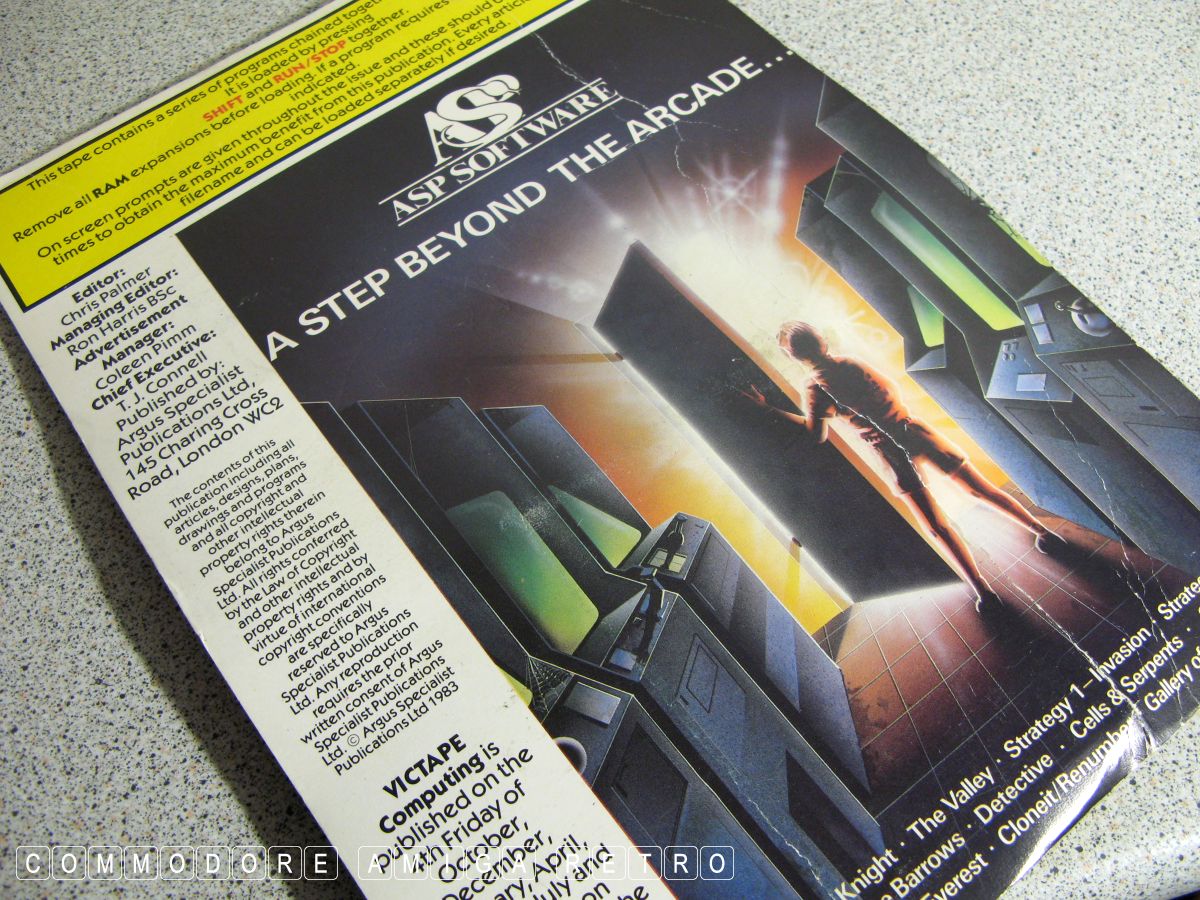 This tape contains a series of programs chained
it is loaded by pressing
SHIFT and RUN/STOP together.
Remove all RAM expansions before loading. if a program requires
indicated.
On screen prompts are given throughout the issue and these should
times to obtain the maximum benefit from this publication. Every
filename and can be loaded separately if desired.
Editor:
Chris Palmer
Managing Editor:
Ron Harris BSc
Advertisement
Manager:
Coleen Pimm
Chief Executive:
T. J. Connell
Published by:
Argus Specialist
Publications Ltd,
145 Charing Cross
Road, London WC2
The contents of this
publication including all
articles, designs, plans,
drawings and programs
and all copyright and
other intellectual
property rights therein
belong to Argus
Specialist Publications
Ltd. All rights conferred
by the Law of Copyright
and other intellectual
property rights and by
virtue of international
copyright conventions
are specifically
reserved to Argus
Specialist Publications
Ltd. Any reproduction
requires the prior
written consent of Argus
Specialist Publications
Ltd. © Argus Specialist
Publications Ltd 1983
VICTAPE
Computing is
published on the
Friday of
October,
July and
on
the
ASP
ASP SOFTWARE
A STEP BEYOND THE ARCADE...
Knight · The Valley · Strategy 1 – Invasion ·
Barrows · Detective · Cells & Serpents ·
Everest · Cloneit/Renumber · Gallery of
COMMODORE AMIGA RETRO